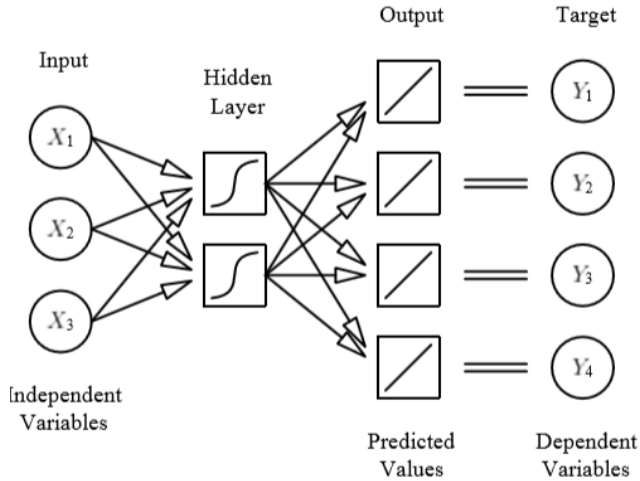 Output
Target
Input
Hidden
Layer
X1
X2
X3
Y1
Y2
Y3
Y4
Independent
Variables
Predicted
Values
Dependent
Variables